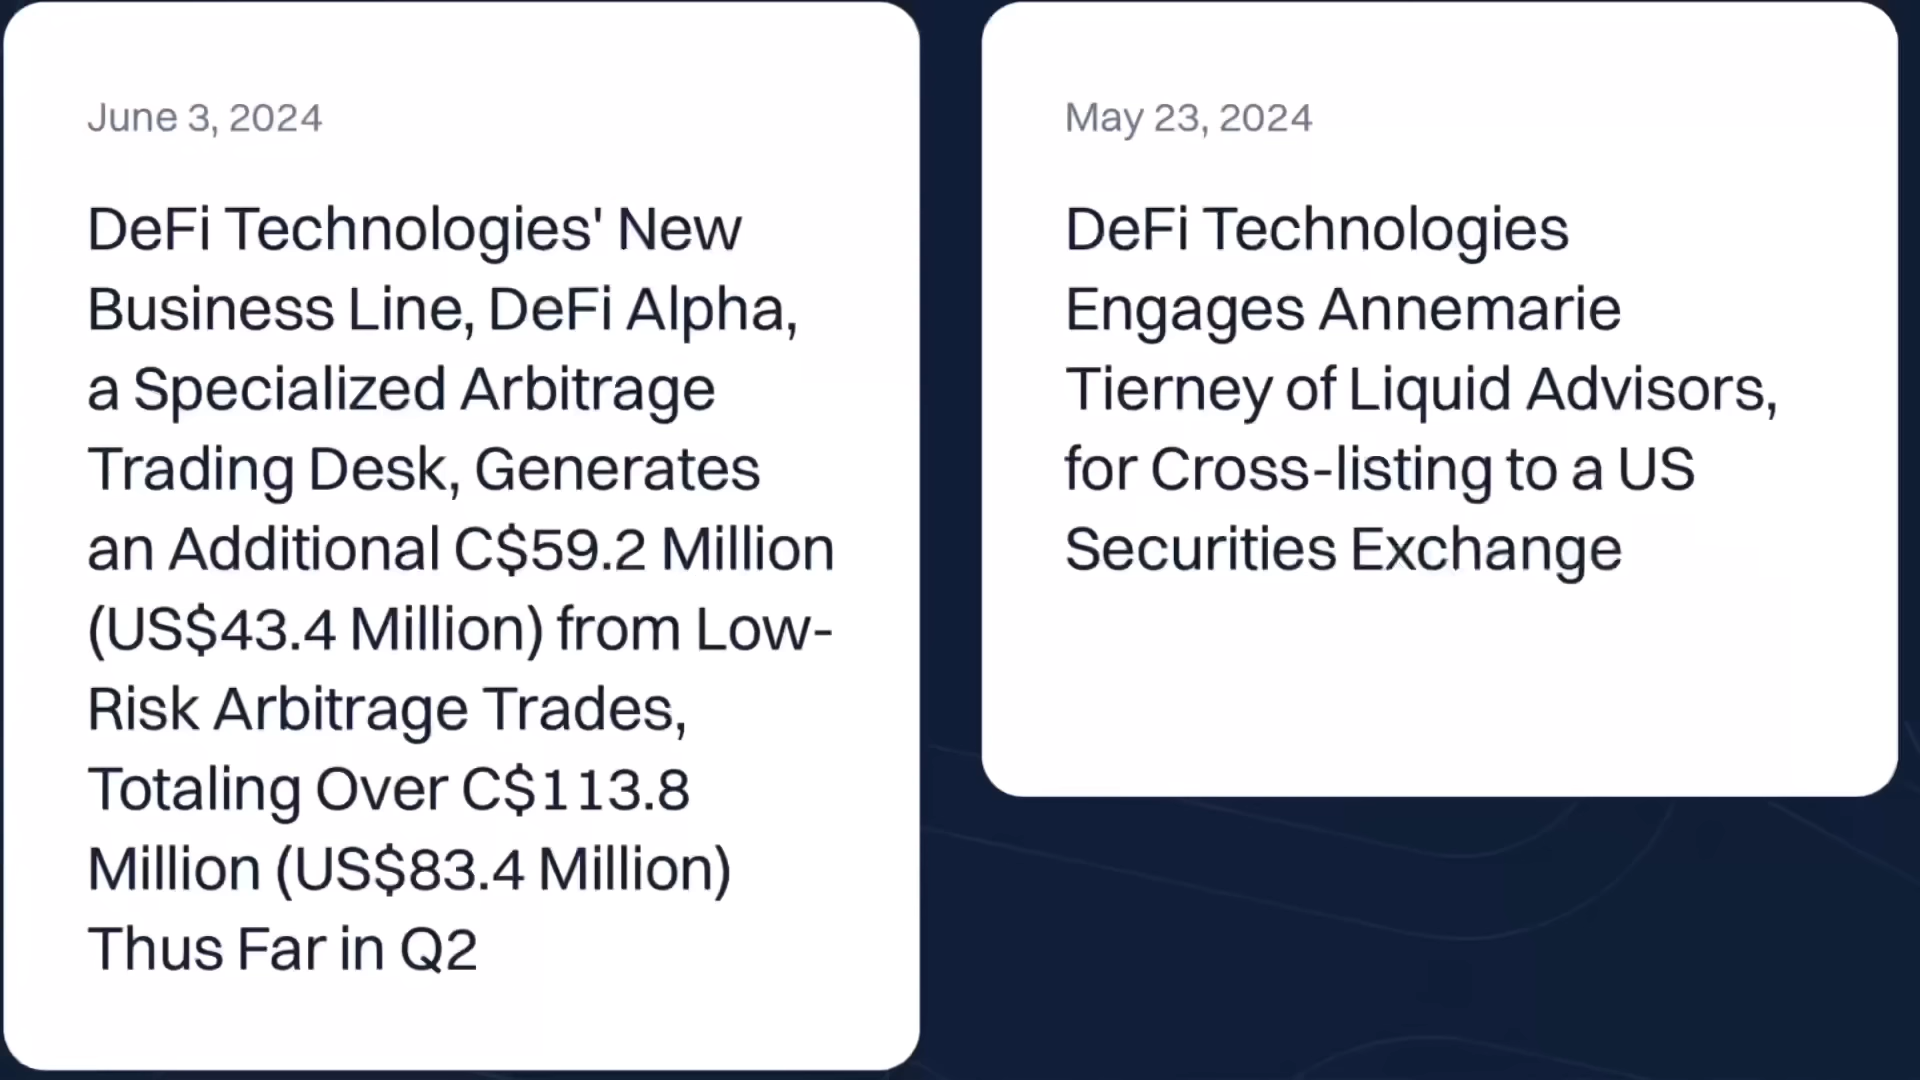 June 3, 2024
DeFi Technologies' New
Business Line, DeFi Alpha,
a Specialized Arbitrage
Trading Desk, Generates
an Additional C$59.2 Million
(US$43.4 Million) from Low-
Risk Arbitrage Trades,
Totaling Over C$113.8
Million (US$83.4 Million)
Thus Far in Q2
May 23, 2024
DeFi Technologies
Engages Annemarie
Tierney of Liquid Advisors,
for Cross-listing to a US
Securities Exchange